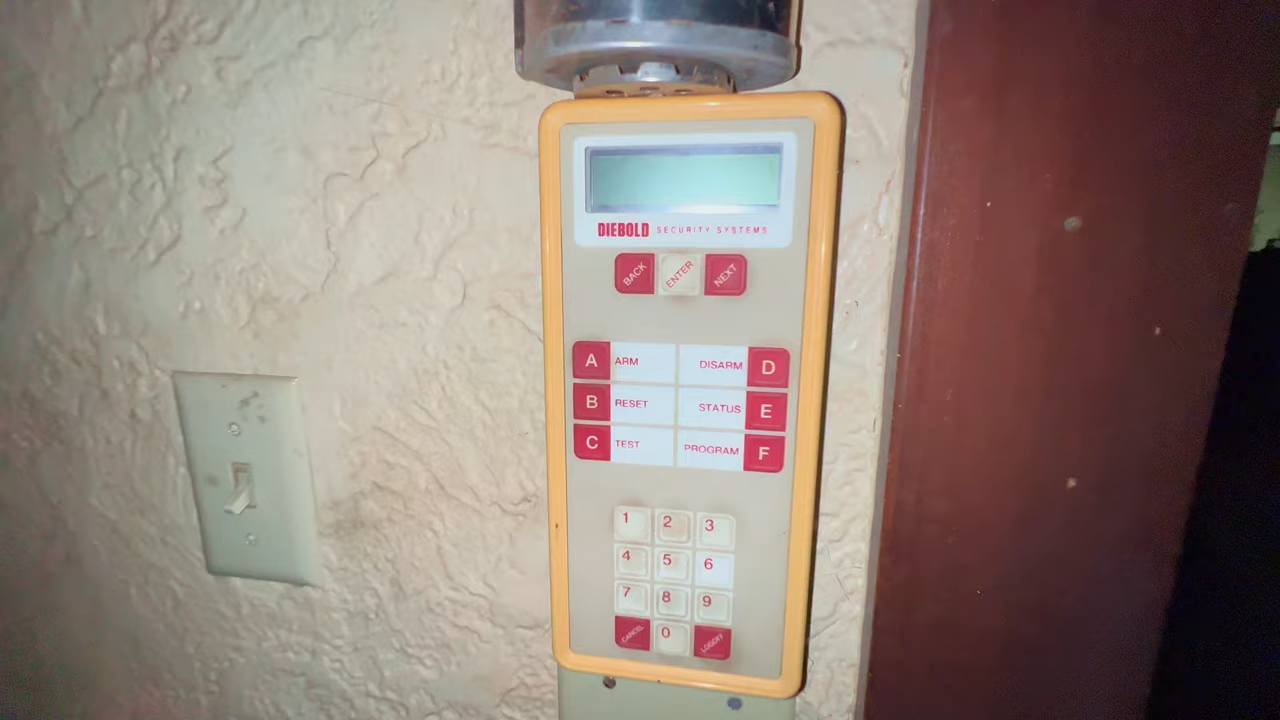 DIEBOLD SECURITY SYSTEMS
BACK ENTER NEXT
A ARM DISARM D
B RESET STATUS E
C TEST PROGRAM F
1 2 3
4 5 6
7 8 9
CANCEL 0 LOGOFF